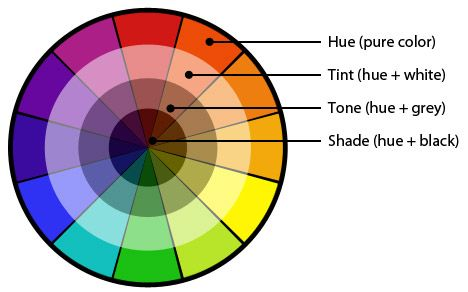 Hue (pure color)
Tint (hue + white)
Tone (hue + grey)
Shade (hue + black)